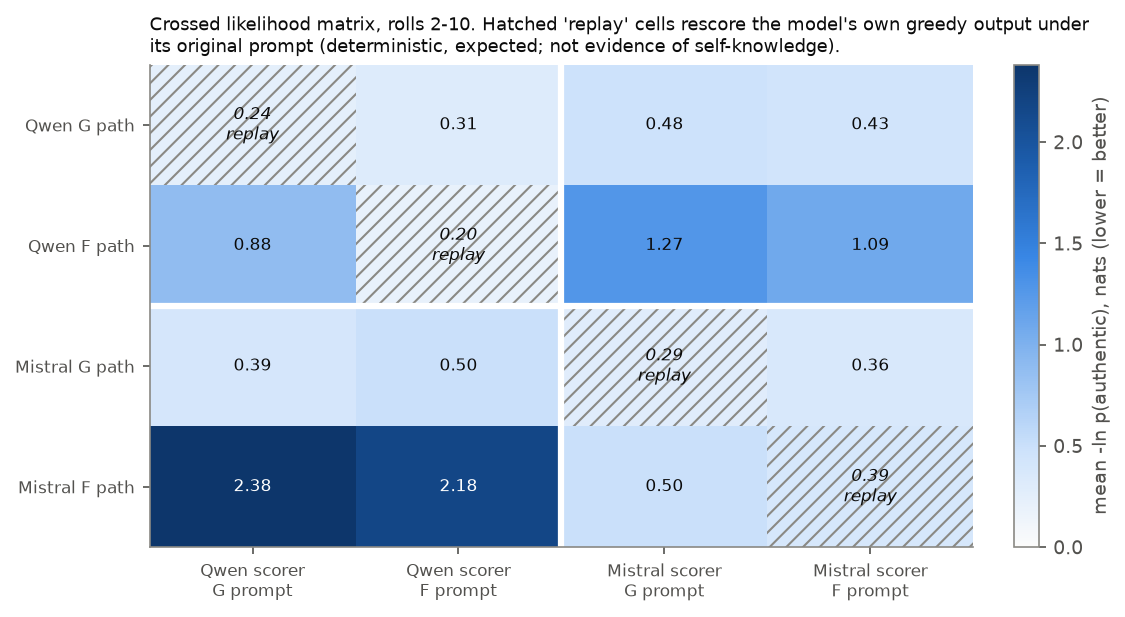 Crossed likelihood matrix, rolls 2-10. Hatched 'replay' cells rescore the model's own greedy output under
its original prompt (deterministic, expected; not evidence of self-knowledge).
Qwen G path
0.24
replay
0.31
0.48
0.43
Qwen F path
0.88
0.20
replay
1.27
1.09
Mistral G path
0.39
0.50
0.29
replay
0.36
Mistral F path
2.38
2.18
0.50
0.39
replay
Qwen scorer
G prompt
Qwen scorer
F prompt
Mistral scorer
G prompt
Mistral scorer
F prompt
2.0
1.5
1.0
0.5
0.0
mean -ln p(authentic), nats (lower = better)